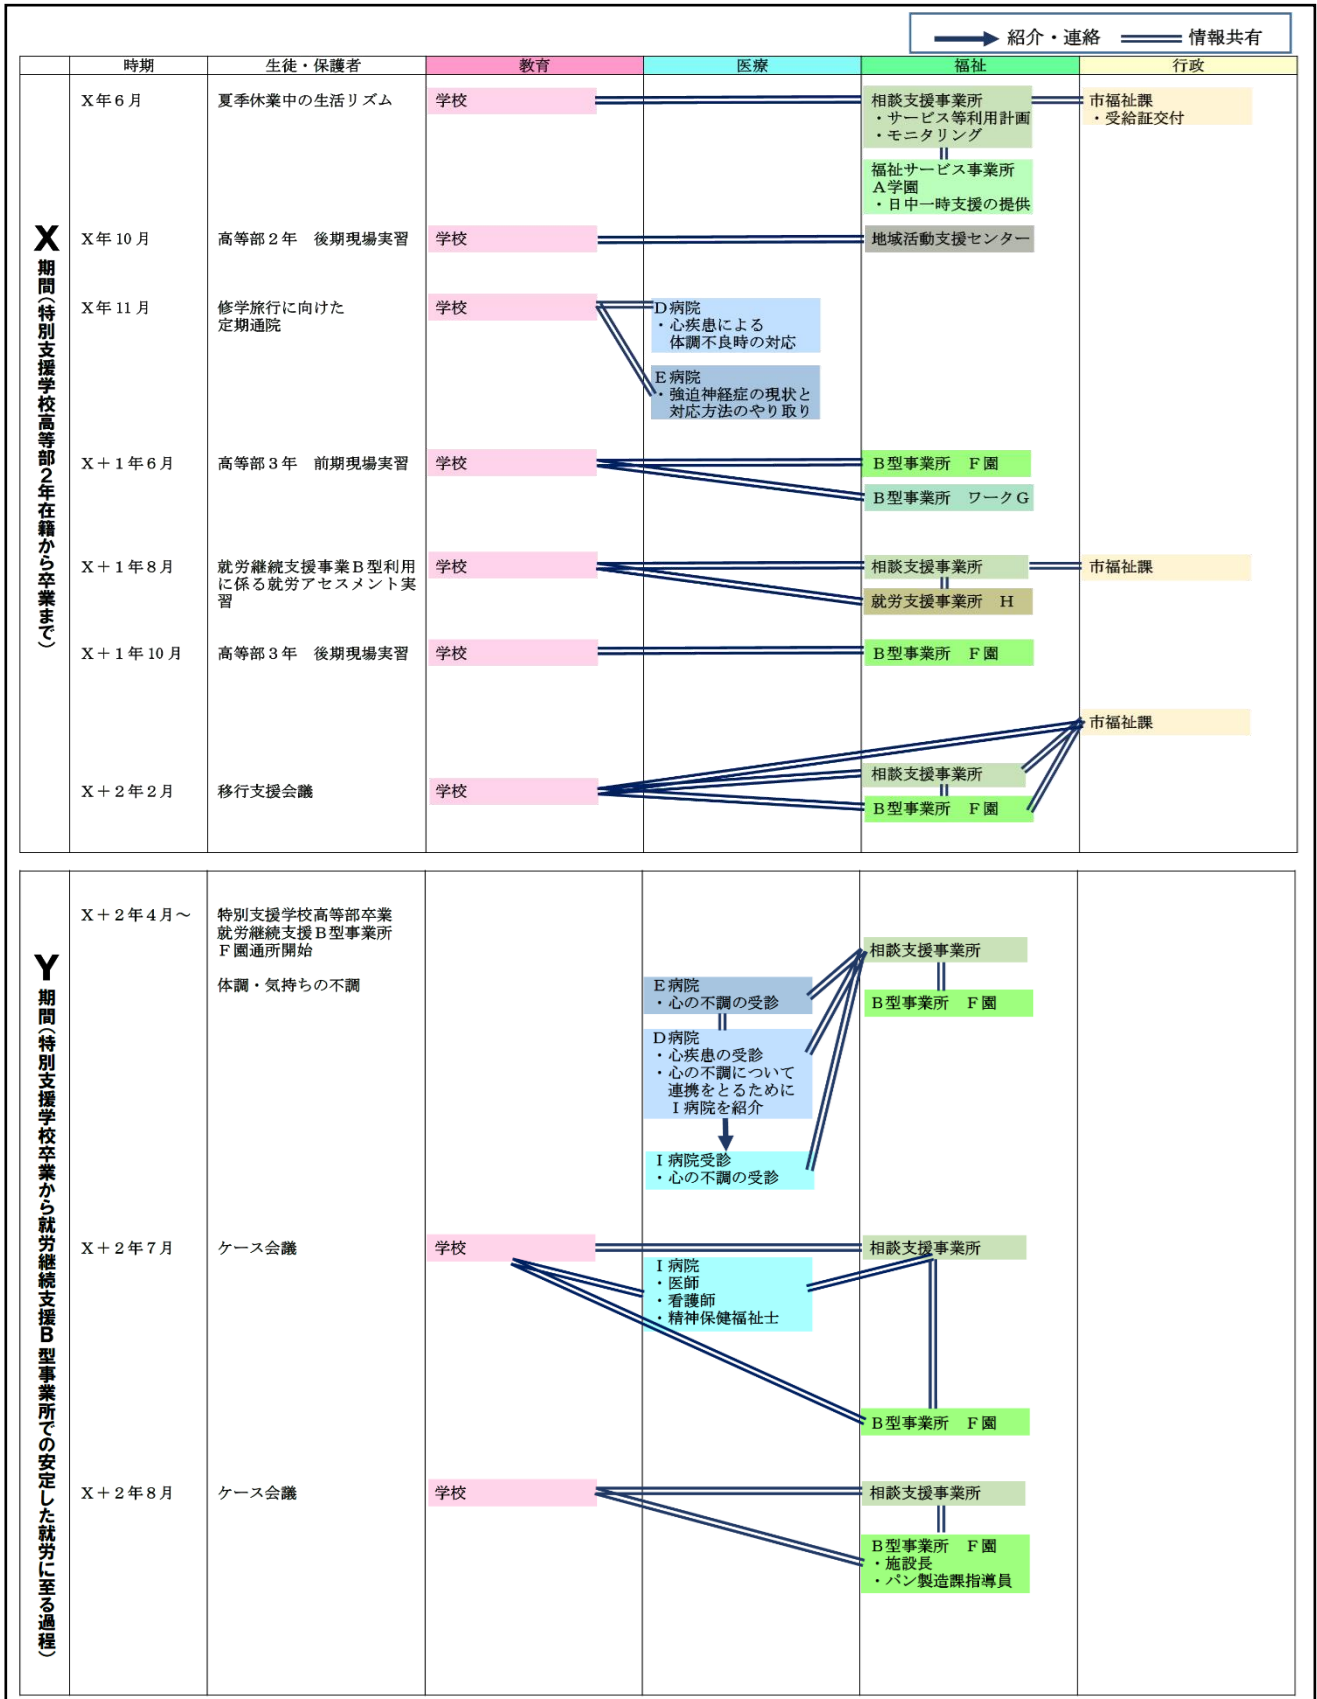 紹介・連絡 情報共有
時期 生徒・保護者 教育 医療 福祉 行政
X期間(特別支援学校高等部2年在籍から卒業まで)
X年6月 夏季休業中の生活リズム 学校 相談支援事業所 市福祉課
・サービス等利用計画 ・受給証交付
・モニタリング
福祉サービス事業所
A学園
・日中一時支援の提供
X年10月 高等部2年 後期現場実習 学校 地域活動支援センター
X年11月 修学旅行に向けた 学校 D病院
定期通院 ・心疾患による
体調不良時の対応
E病院
・強迫神経症の現状と
対応方法のやり取り
X+1年6月 高等部3年 前期現場実習 学校 B型事業所 F園
B型事業所 ワークG
X+1年8月 就労継続支援事業B型利用 学校 相談支援事業所 市福祉課
に係る就労アセスメント実
習 就労支援事業所 H
X+1年10月 高等部3年 後期現場実習 学校 B型事業所 F園
市福祉課
相談支援事業所
X+2年2月 移行支援会議 学校
B型事業所 F園
Y期間(特別支援学校卒業から就労継続支援B型事業所での安定した就労に至る過程)
X+2年4月~ 特別支援学校高等部卒業
就労継続支援B型事業所
F園通所開始 相談支援事業所
体調・気持ちの不調 E病院
・心の不調の受診 B型事業所 F園
D病院
・心疾患の受診
・心の不調について
連携をとるために
I病院を紹介
I病院受診
・心の不調の受診
X+2年7月 ケース会議 学校 相談支援事業所
I病院
・医師
・看護師
・精神保健福祉士
B型事業所 F園
X+2年8月 ケース会議 学校 相談支援事業所
B型事業所 F園
・施設長
・パン製造課指導員